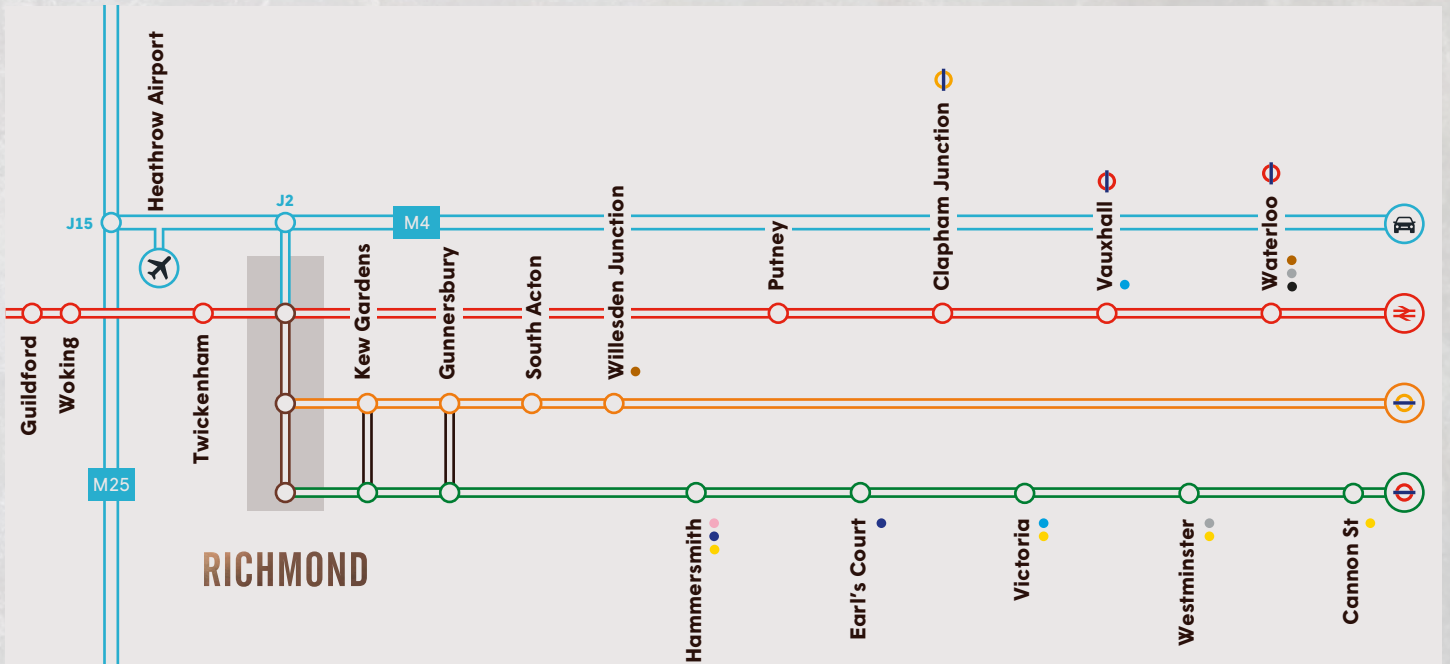 Heathrow Airport
J15
J2
M4
Guildford
Woking
Twickenham
Kew Gardens
Gunnersbury
South Acton
Willesden Junction
Putney
Clapham Junction
Vauxhall
Waterloo
M25
RICHMOND
Hammersmith
Earl's Court
Victoria
Westminster
Cannon St